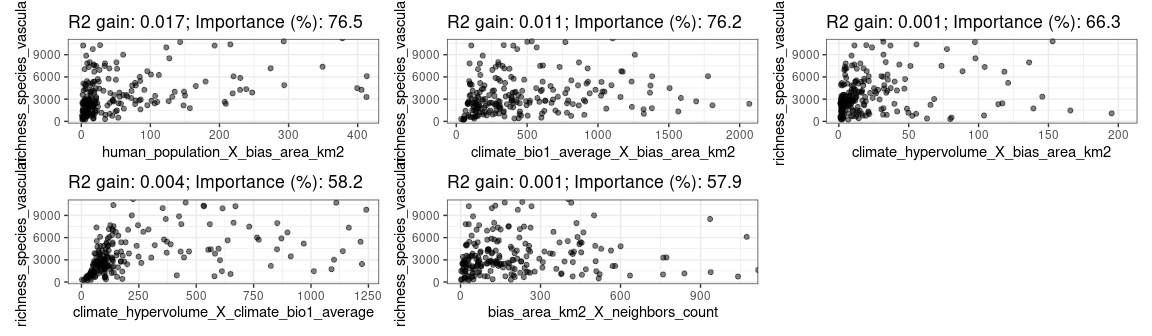 R2 gain: 0.017; Importance (%): 76.5
richness_species_vascular
9000
6000
3000
0
0 100 200 300 400
human_population_X_bias_area_km2
R2 gain: 0.011; Importance (%): 76.2
richness_species_vascular
9000
6000
3000
0
0 500 1000 1500 2000
climate_bio1_average_X_bias_area_km2
R2 gain: 0.001; Importance (%): 66.3
richness_species_vascula
9000
6000
3000
0
0 50 100 150 200
climate_hypervolume_X_bias_area_km2
R2 gain: 0.004; Importance (%): 58.2
richness_species_vascular
9000
6000
3000
0
0 250 500 750 1000 1250
climate_hypervolume_X_climate_bio1_average
R2 gain: 0.001; Importance (%): 57.9
richness_species_vascular
9000
6000
3000
0
0 300 600 900
bias_area_km2_X_neighbors_count